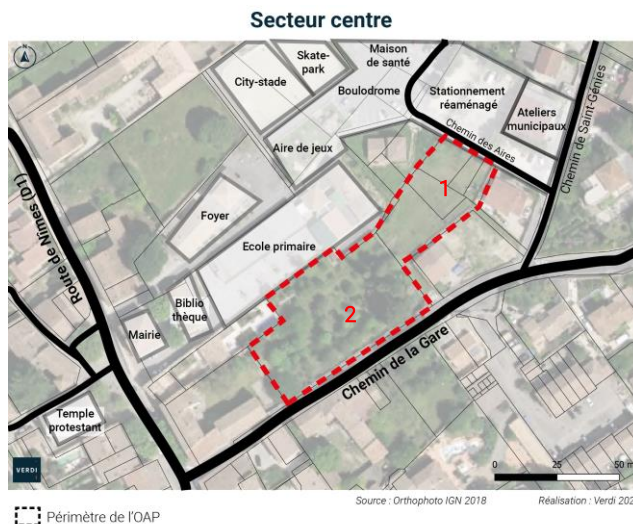 Secteur centre
Skate-
park
Maison
de santé
City-stade
Boulodrome
Stationnement
réaménagé
Ateliers
municipaux
Chemin de Saint-Génies
Chemin des Aires
Aire de jeux
1
Route de Nîmes (D1)
Foyer
Ecole primaire
Biblio
thèque
Mairie
2
Chemin de la Gare
Temple
protestant
VERDI
0
25
50 m
Source : Orthophoto IGN 2018
Réalisation : Verdi 202
Périmètre de l'OAP